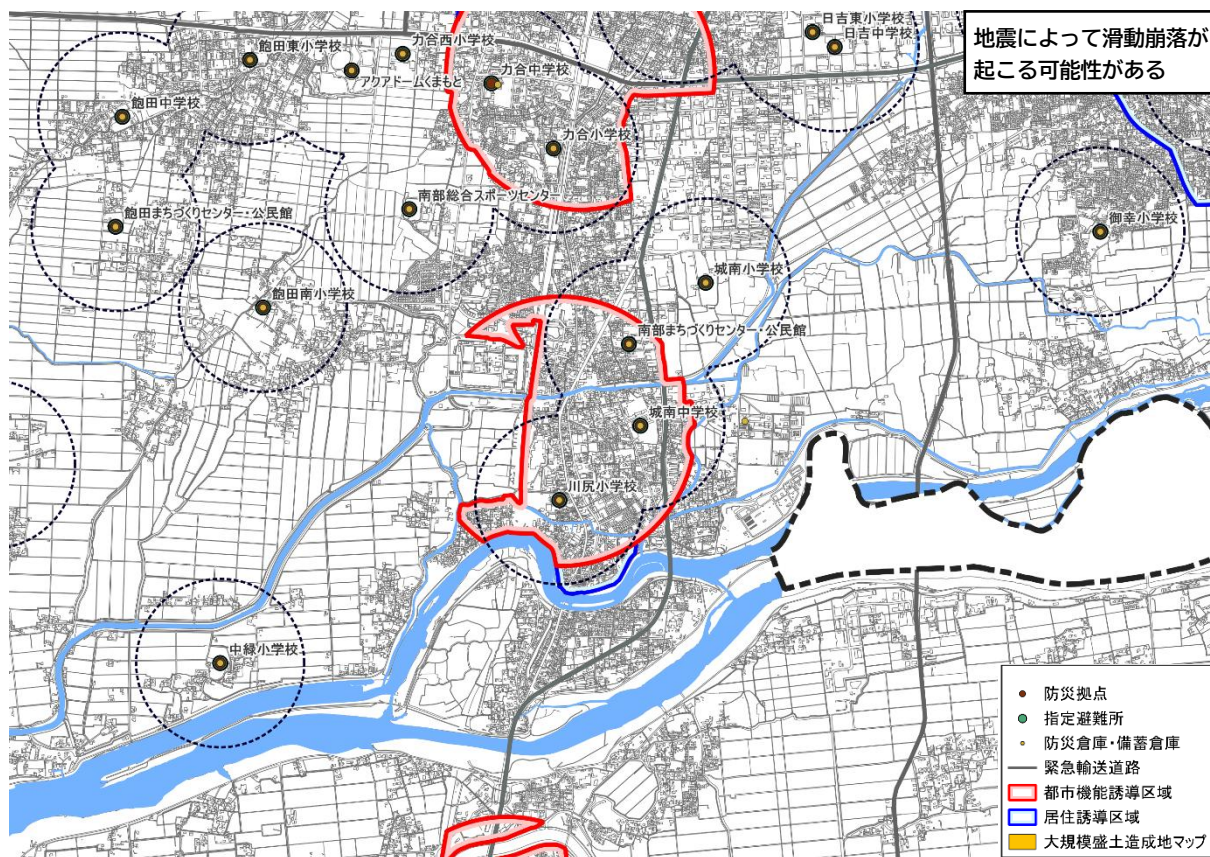 地震によって滑動崩落が
起こる可能性がある
日吉東小学校
日吉中学校
力合西小学校
飽田東小学校
アクアドームくまもと
力合中学校
飽田中学校
力合小学校
南部総合スポーツセンター
飽田まちづくりセンター・公民館
御幸小学校
城南小学校
飽田南小学校
南部まちづくりセンター・公民館
城南中学校
川尻小学校
中緑小学校
防災拠点
指定避難所
防災倉庫・備蓄倉庫
緊急輸送道路
都市機能誘導区域
居住誘導区域
大規模盛土造成地マップ